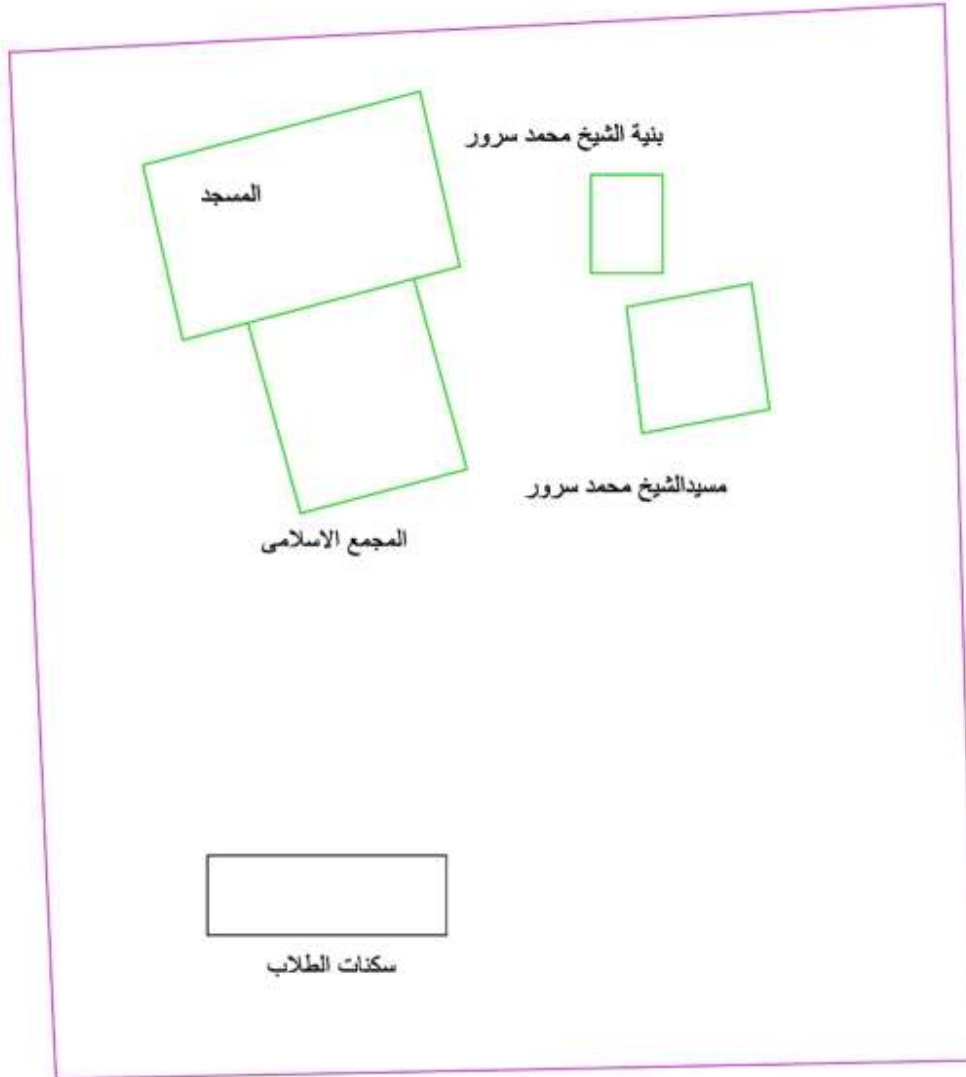 بنية الشيخ محمد سرور
المسجد
مسيدالشيخ محمد سرور
المجمع الاسلامى
سكنات الطلاب